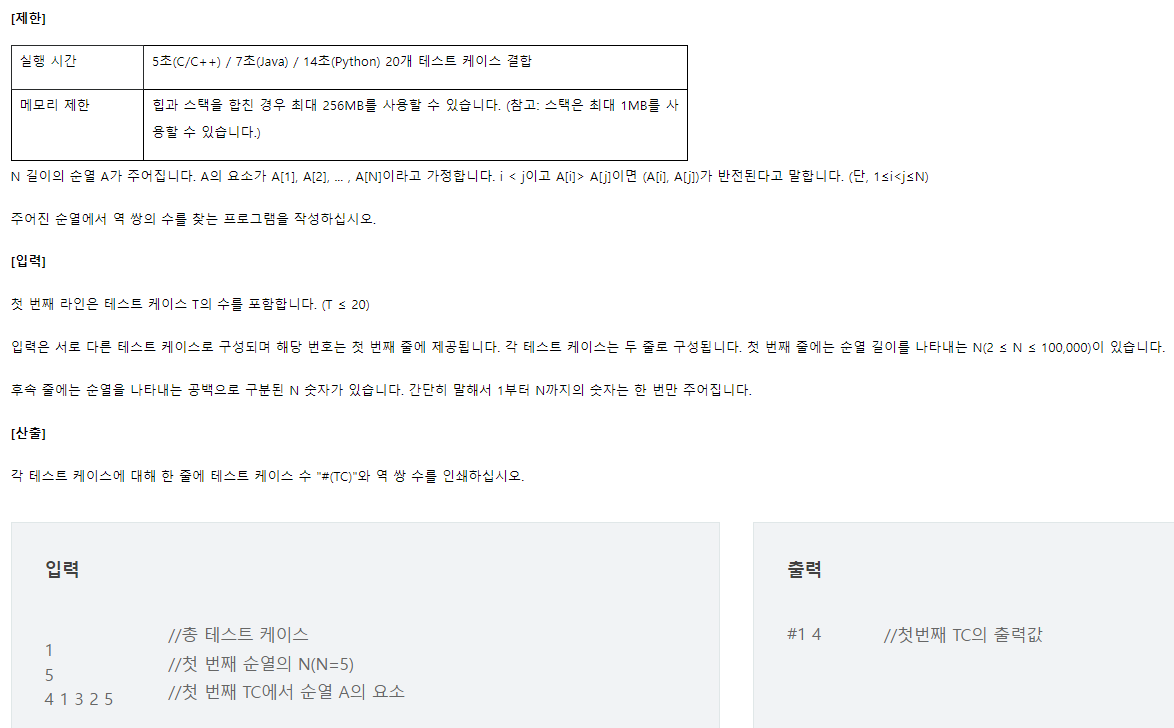 [제한]
실행 시간
5초(C/C++) / 7초(Java) / 14초(Python) 20개 테스트 케이스 결합
메모리 제한
힙과 스택을 합친 경우 최대 256MB를 사용할 수 있습니다. (참고: 스택은 최대 1MB를 사
용할 수 있습니다.)
N 길이의 순열 A가 주어집니다. A의 요소가 A[1], A[2], ... , A[N]이라고 가정합니다. i < j이고 A[i]> A[j]이면 (A[i], A[j])가 반전된다고 말합니다. (단, 1≤i<j≤N)
주어진 순열에서 역 쌍의 수를 찾는 프로그램을 작성하십시오.
[입력]
첫 번째 라인은 테스트 케이스 T의 수를 포함합니다. (T ≤ 20)
입력은 서로 다른 테스트 케이스로 구성되며 해당 번호는 첫 번째 줄에 제공됩니다. 각 테스트 케이스는 두 줄로 구성됩니다. 첫 번째 줄에는 순열 길이를 나타내는 N(2 ≤ N ≤ 100,000)이 있습니다.
후속 줄에는 순열을 나타내는 공백으로 구분된 N 숫자가 있습니다. 간단히 말해서 1부터 N까지의 숫자는 한 번만 주어집니다.
[산출]
각 테스트 케이스에 대해 한 줄에 테스트 케이스 수 "#(TC)"와 역 쌍 수를 인쇄하십시오.
입력
1 //총 테스트 케이스
5 //첫 번째 순열의 N(N=5)
4 1 3 2 5 //첫 번째 TC에서 순열 A의 요소
출력
#1 4 //첫번째 TC의 출력값